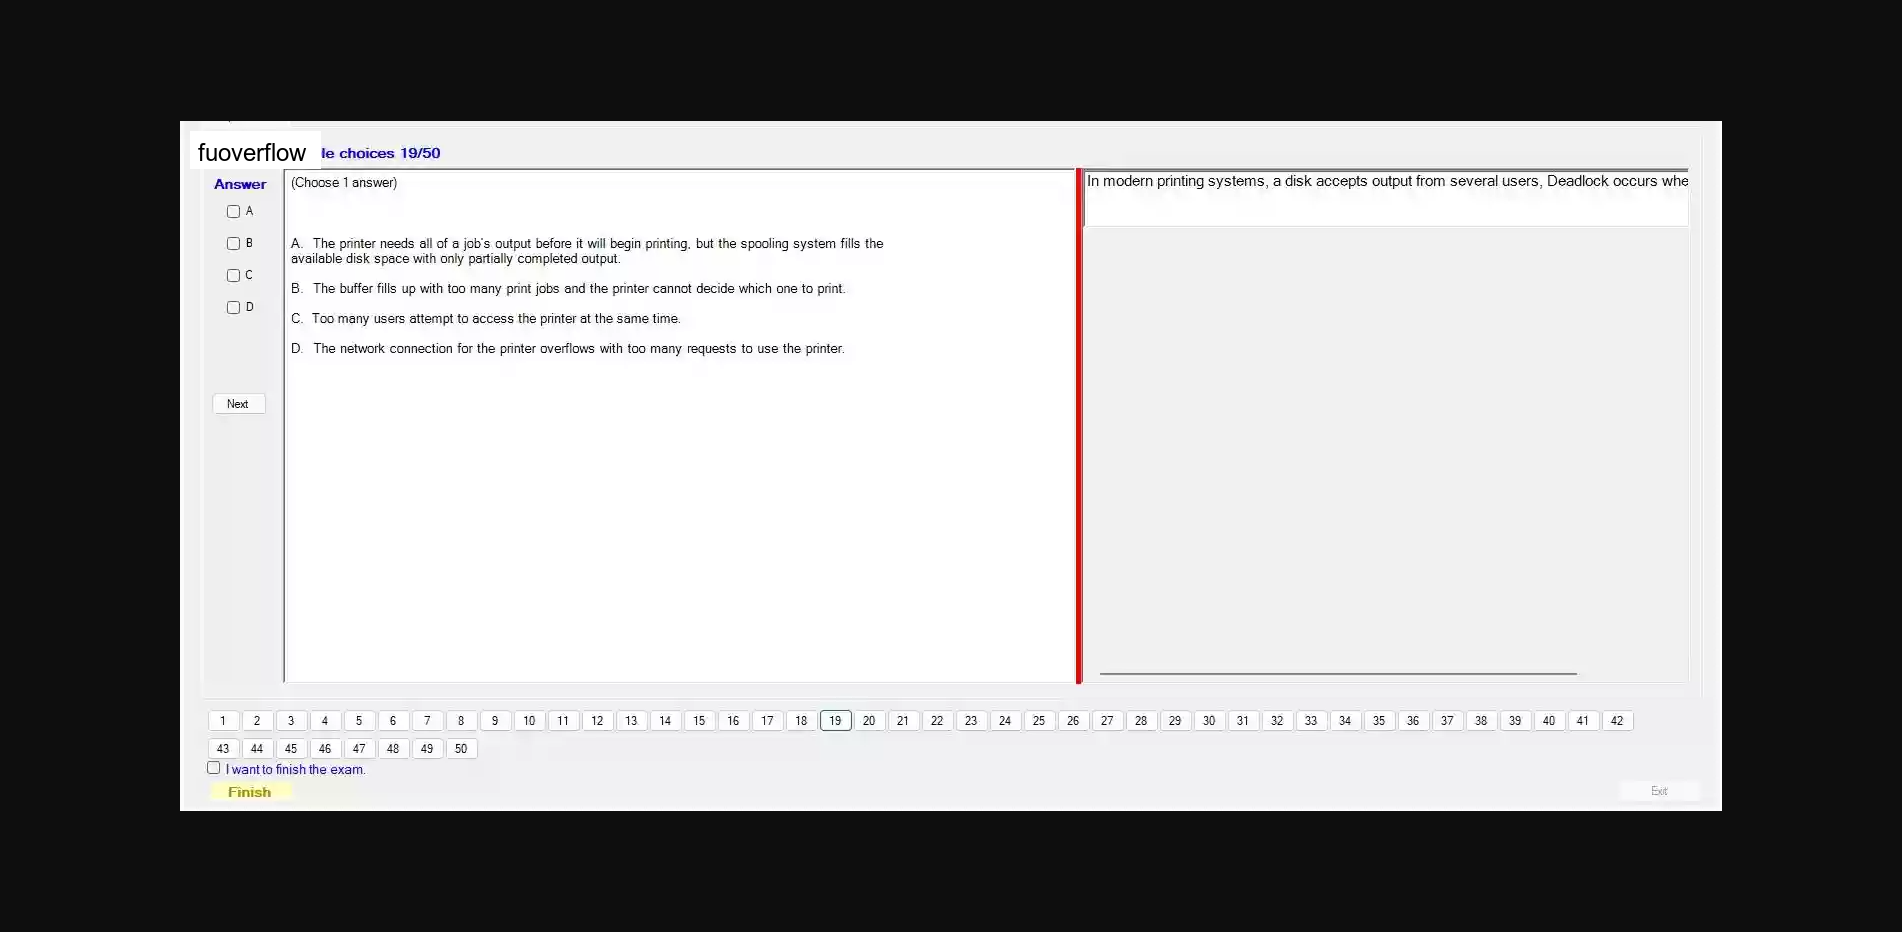 fuoverflow
le choices 19/50
Answer
(Choose 1 answer)
In modern printing systems, a disk accepts output from several users, Deadlock occurs whe
A
B
C
D
A. The printer needs all of a job's output before it will begin printing, but the spooling system fills the
available disk space with only partially completed output.
B. The buffer fills up with too many print jobs and the printer cannot decide which one to print.
C. Too many users attempt to access the printer at the same time.
D. The network connection for the printer overflows with too many requests to use the printer.
Next
1 2 3 4 5 6 7 8 9 10 11 12 13 14 15 16 17 18 19 20 21 22 23 24 25 26 27 28 29 30 31 32 33 34 35 36 37 38 39 40 41 42
43 44 45 46 47 48 49 50
I want to finish the exam.
Finish
Exit